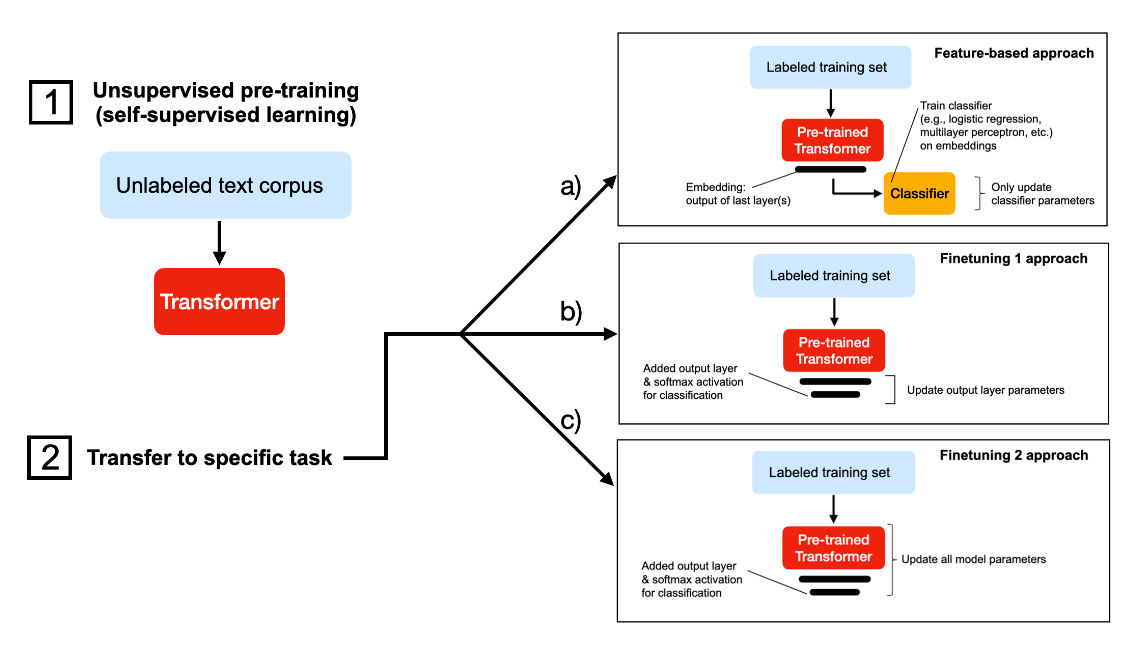 1
Unsupervised pre-training
(self-supervised learning)
Unlabeled text corpus
Transformer
2
Transfer to specific task
a)
b)
c)
Feature-based approach
Labeled training set
Pre-trained
Transformer
Train classifier
(e.g., logistic regression,
multilayer perceptron, etc.)
on embeddings
Embedding:
output of last layer(s)
Classifier
Only update
classifier parameters
Finetuning 1 approach
Labeled training set
Pre-trained
Transformer
Added output layer
& softmax activation
for classification
Update output layer parameters
Finetuning 2 approach
Labeled training set
Pre-trained
Transformer
Update all model parameters
Added output layer
& softmax activation
for classification